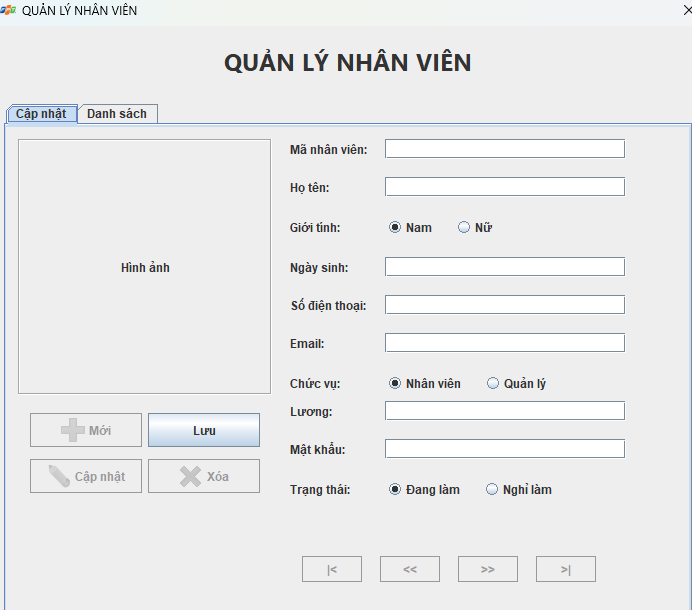 QUẢN LÝ NHÂN VIÊN
QUẢN LÝ NHÂN VIÊN
Cập nhật Danh sách
Hình ảnh
Mã nhân viên:
Họ tên:
Giới tính: Nam Nữ
Ngày sinh:
Số điện thoại:
Email:
Chức vụ: Nhân viên Quản lý
Lương:
Mật khẩu:
Trạng thái: Đang làm Nghỉ làm
Mới Lưu
Cập nhật Xóa
|< << >> >|